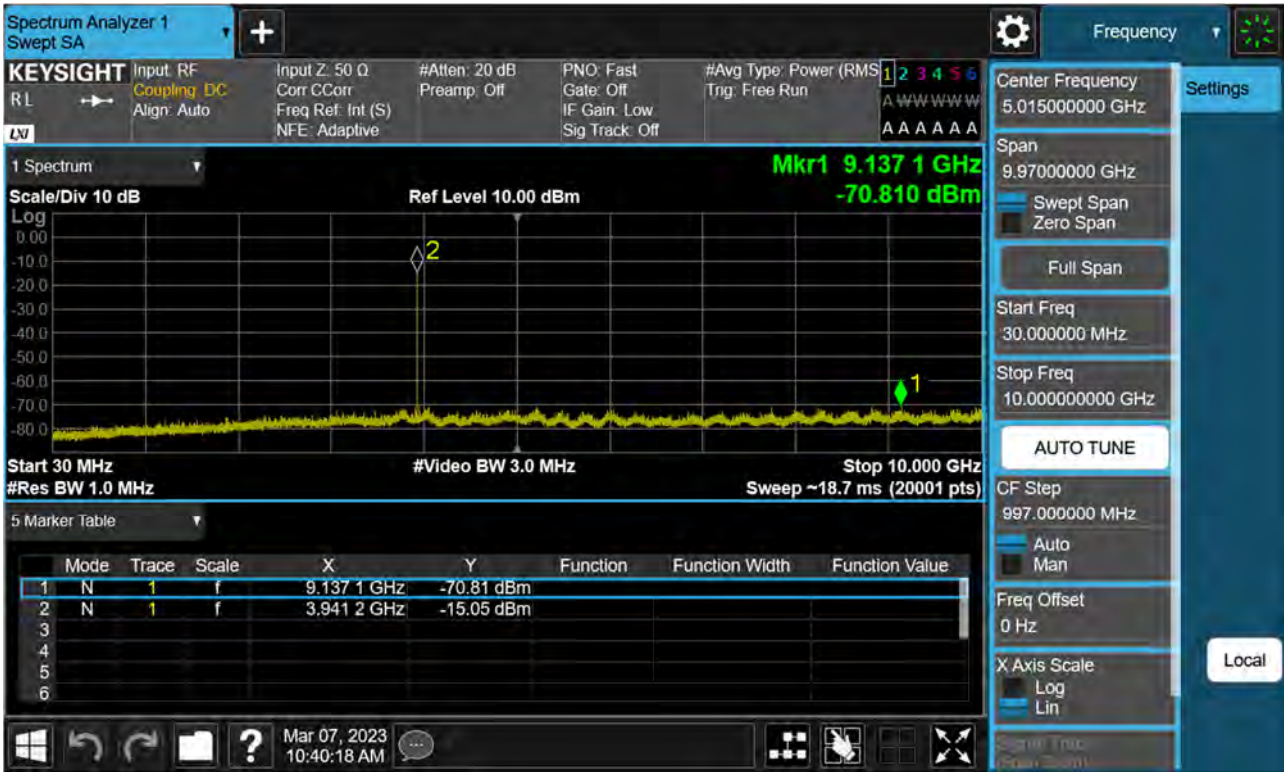 Spectrum Analyzer 1
Swept SA
+
Frequency
KEYSIGHT
RL
LXI
Input: RF
Coupling: DC
Align: Auto
Input Z: 50 Ω
Corr CCorr
Freq Ref: Int (S)
NFE: Adaptive
#Atten: 20 dB
Preamp: Off
PNO: Fast
Gate: Off
IF Gain: Low
Sig Track: Off
#Avg Type: Power (RMS
Trig: Free Run
1 2 3 4 5 6
A W W W W W
A A A A A A
1 Spectrum
Scale/Div 10 dB
Ref Level 10.00 dBm
Mkr1 9.137 1 GHz
-70.810 dBm
Log
0.00
-10.0
-20.0
-30.0
-40.0
-50.0
-60.0
-70.0
-80.0
2
1
Start 30 MHz
#Video BW 3.0 MHz
Stop 10.000 GHz
#Res BW 1.0 MHz
Sweep ~18.7 ms (20001 pts)
5 Marker Table
Mode Trace Scale X Y Function Function Width Function Value
1 N 1 f 9.137 1 GHz -70.81 dBm
2 N 1 f 3.941 2 GHz -15.05 dBm
3
4
5
6
Mar 07, 2023
10:40:18 AM
?
Center Frequency
5.015000000 GHz
Settings
Span
9.97000000 GHz
Swept Span
Zero Span
Full Span
Start Freq
30.000000 MHz
Stop Freq
10.000000000 GHz
AUTO TUNE
CF Step
997.000000 MHz
Auto
Man
Freq Offset
0 Hz
X Axis Scale
Log
Lin
Local